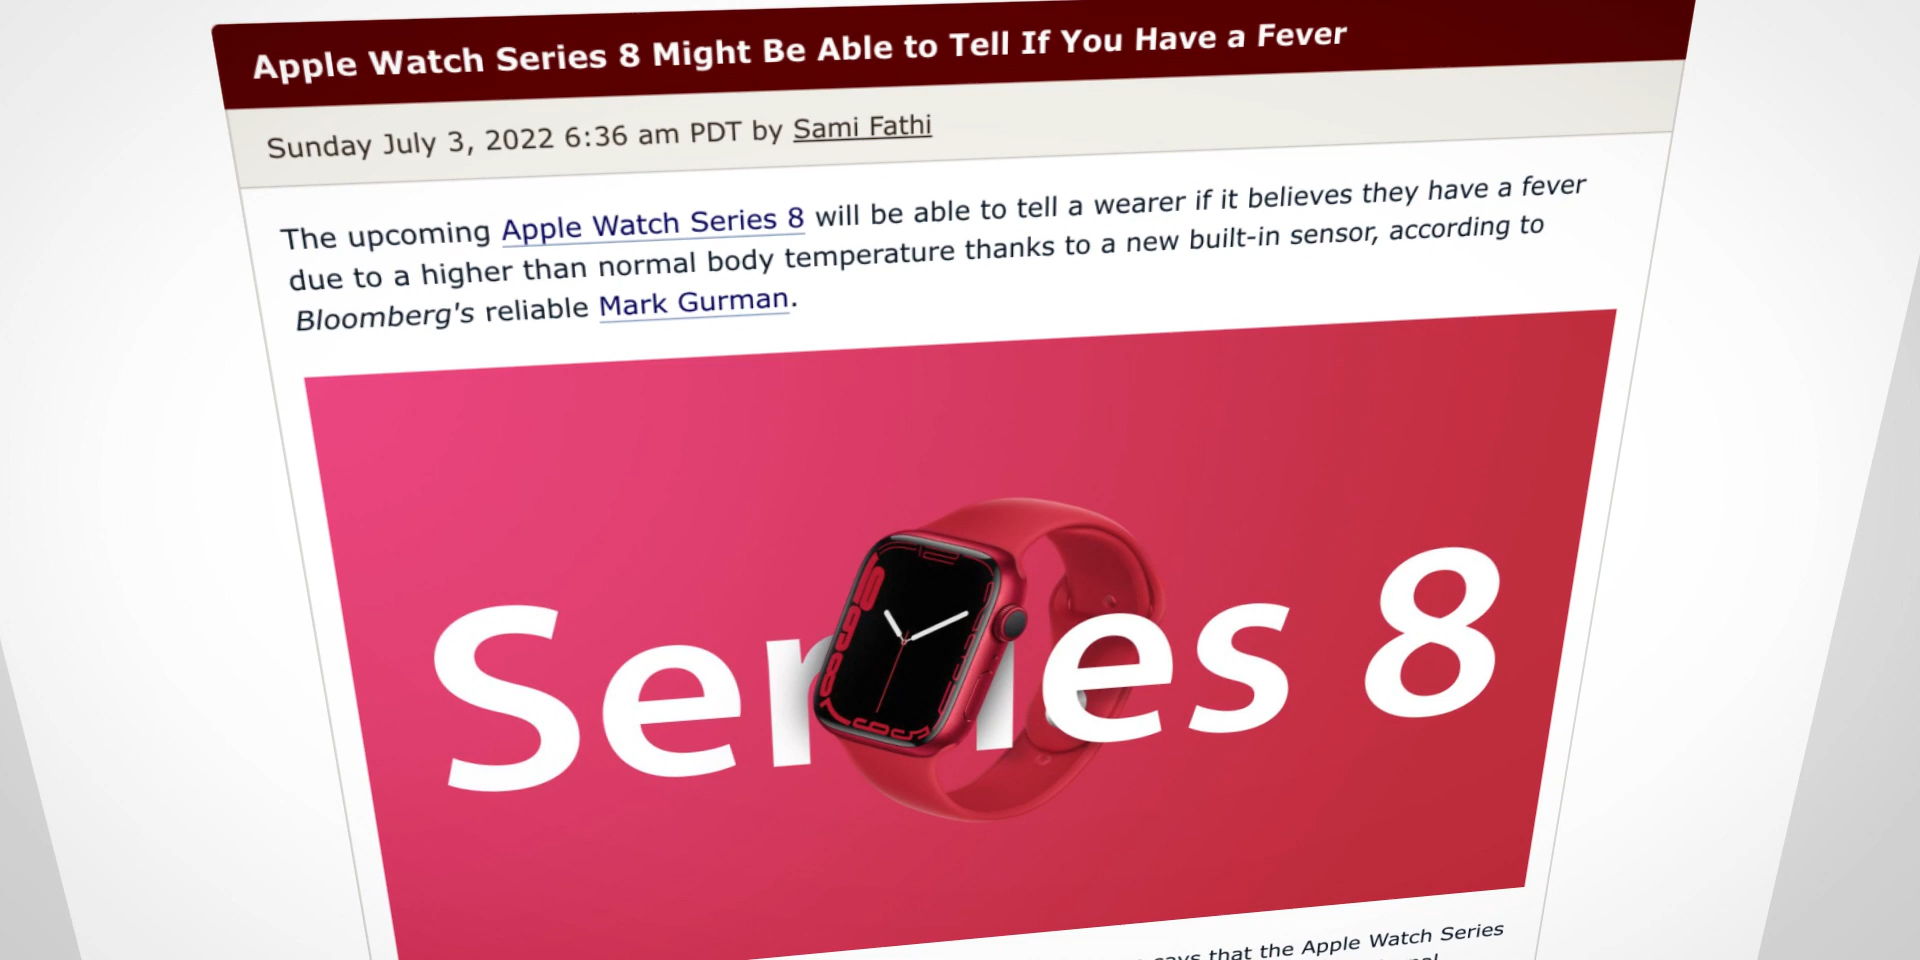 Apple Watch Series 8 Might Be Able to Tell If You Have a Fever
Sunday July 3, 2022 6:36 am PDT by Sami Fathi
The upcoming Apple Watch Series 8 will be able to tell a wearer if it believes they have a fever
due to a higher than normal body temperature thanks to a new built-in sensor, according to
Bloomberg's reliable Mark Gurman.
Series 8
says that the Apple Watch Series